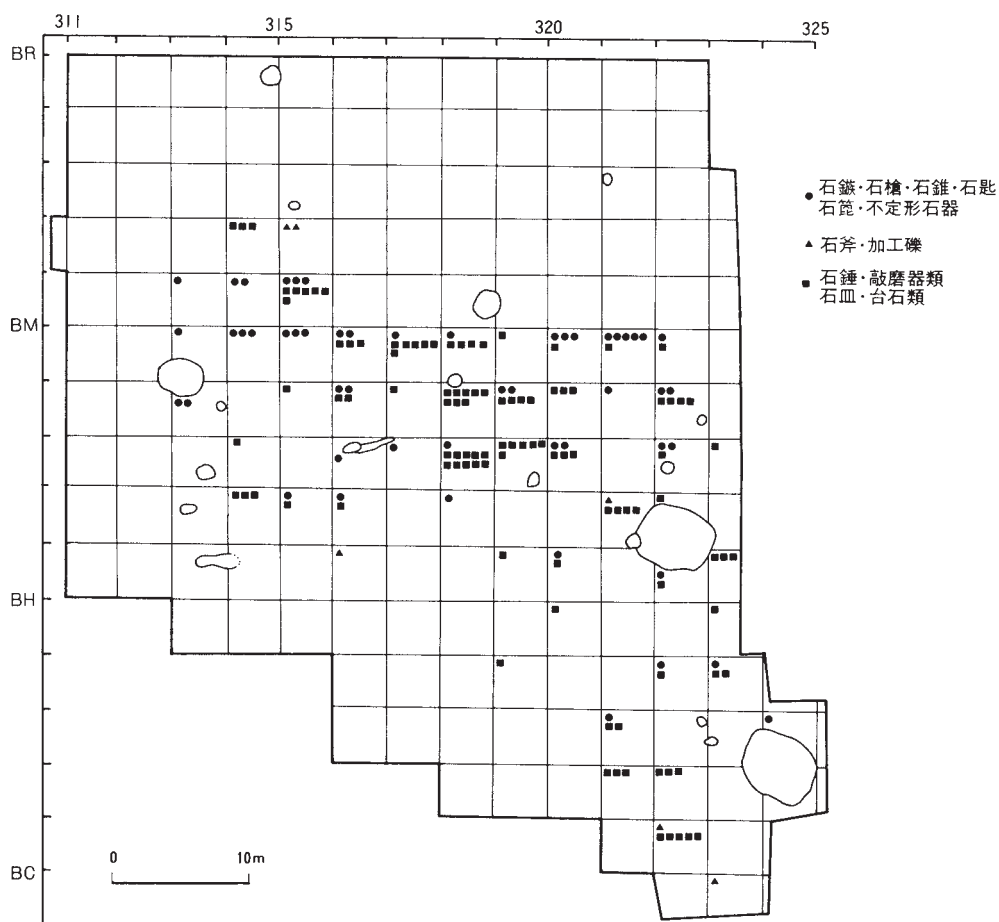 311 315 320 325
BR
BM
BH
BC
● 石鏃・石槍・石錐・石匙
石箆・不定形石器
▲ 石斧・加工礫
■ 石錘・敲磨器類
石皿・台石類
0 10m